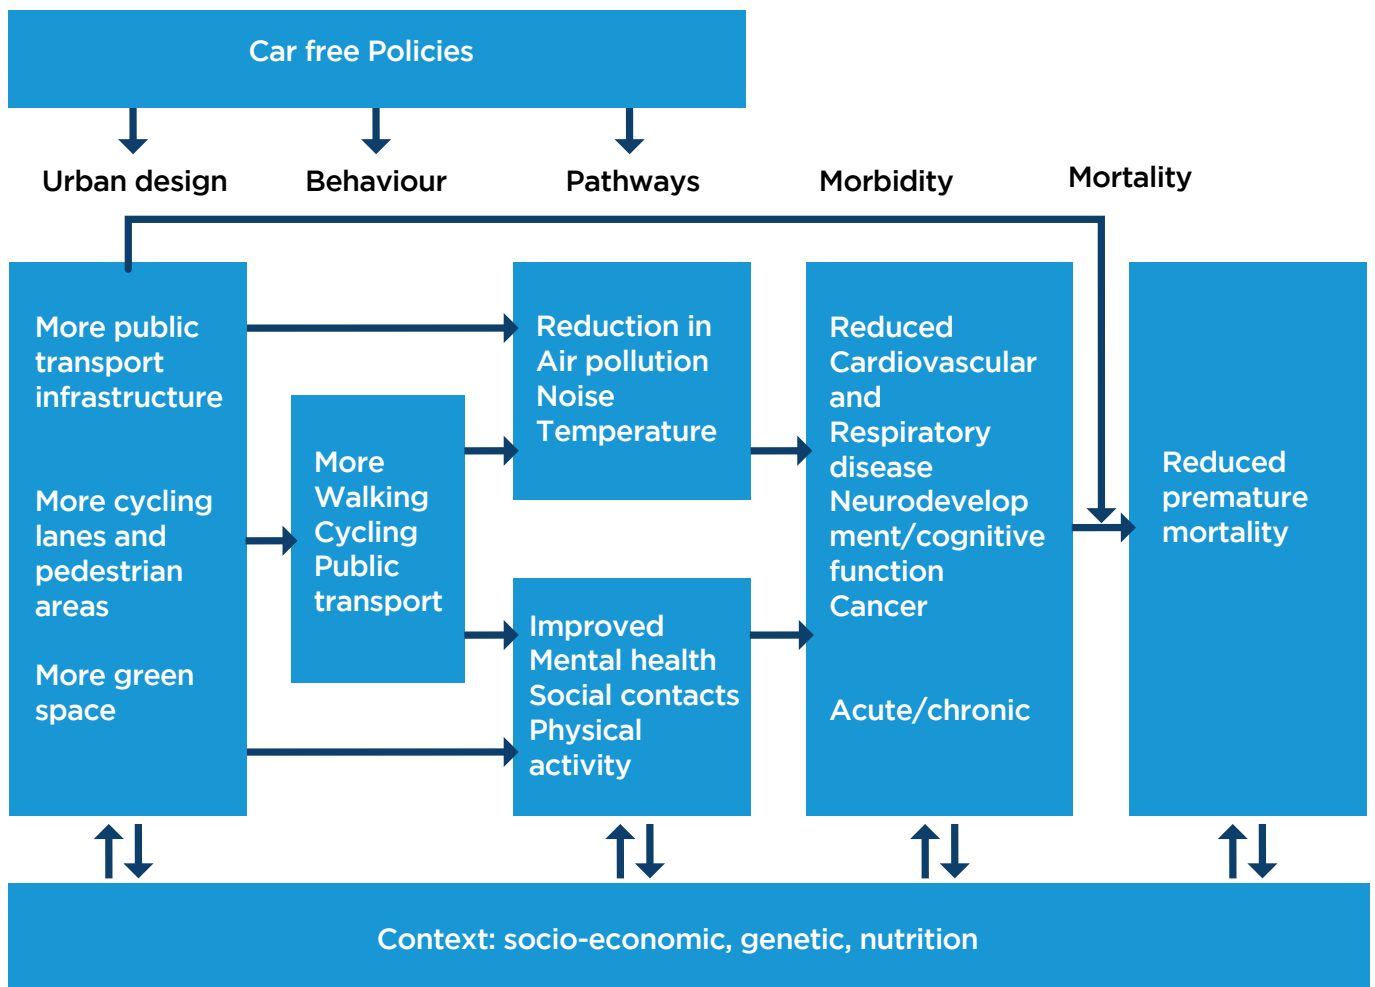 Car free Policies
Urban design
Behaviour
Pathways
Morbidity
Mortality
More public
transport
infrastructure
More cycling
lanes and
pedestrian
areas
More green
space
More
Walking
Cycling
Public
transport
Reduction in
Air pollution
Noise
Temperature
Improved
Mental health
Social contacts
Physical
activity
Reduced
Cardiovascular
and
Respiratory
disease
Neurodevelop
ment/cognitive
function
Cancer
Acute/chronic
Reduced
premature
mortality
Context: socio-economic, genetic, nutrition